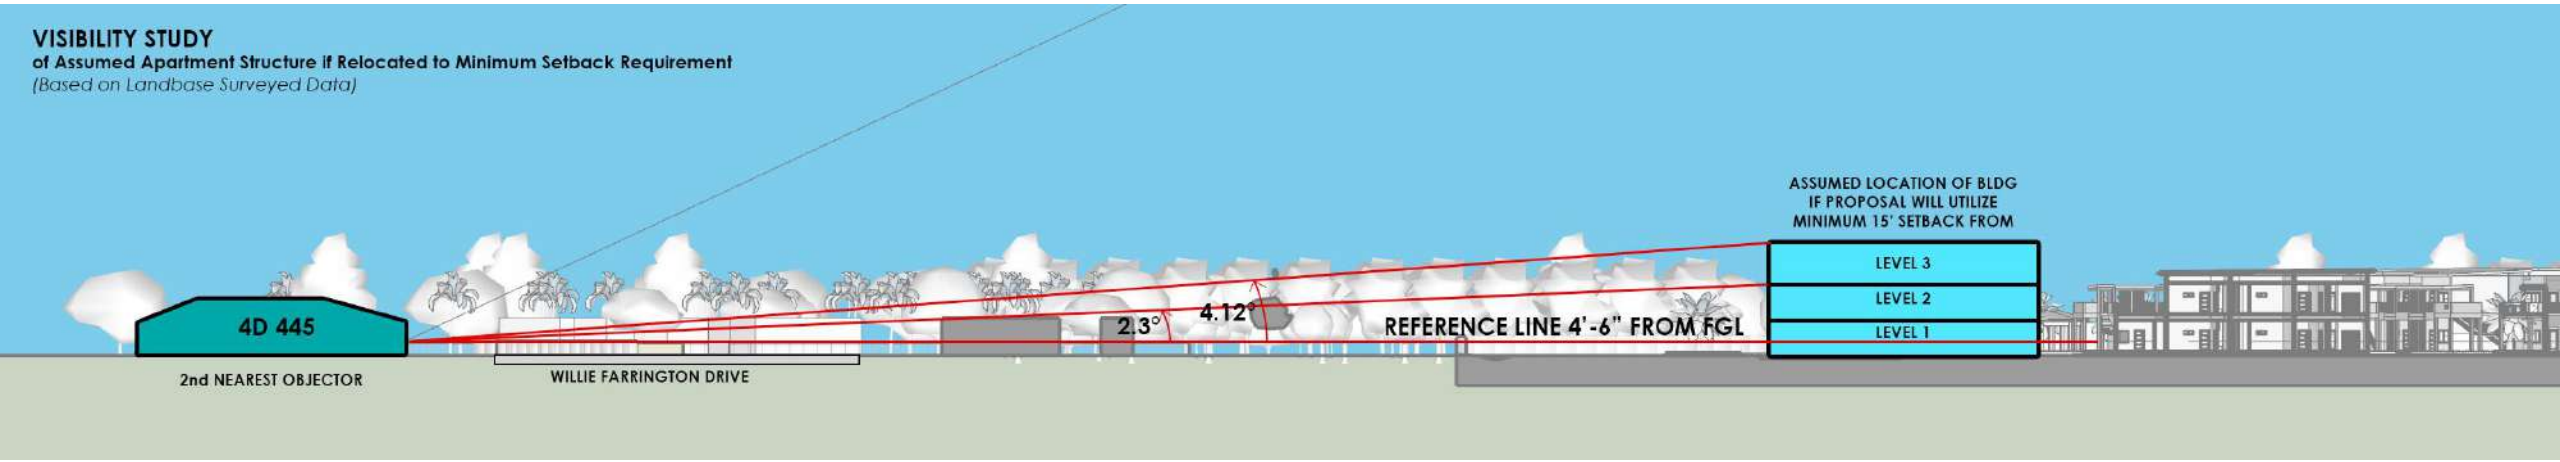 VISIBILITY STUDY
of Assumed Apartment Structure if Relocated to Minimum Setback Requirement
(Based on Landbase Surveyed Data)
ASSUMED LOCATION OF BLDG
IF PROPOSAL WILL UTILIZE
MINIMUM 15' SETBACK FROM
LEVEL 3
LEVEL 2
LEVEL 1
4D 445
2.3°
4.12°
REFERENCE LINE 4'-6" FROM FGL
2nd NEAREST OBJECTOR
WILLIE FARRINGTON DRIVE